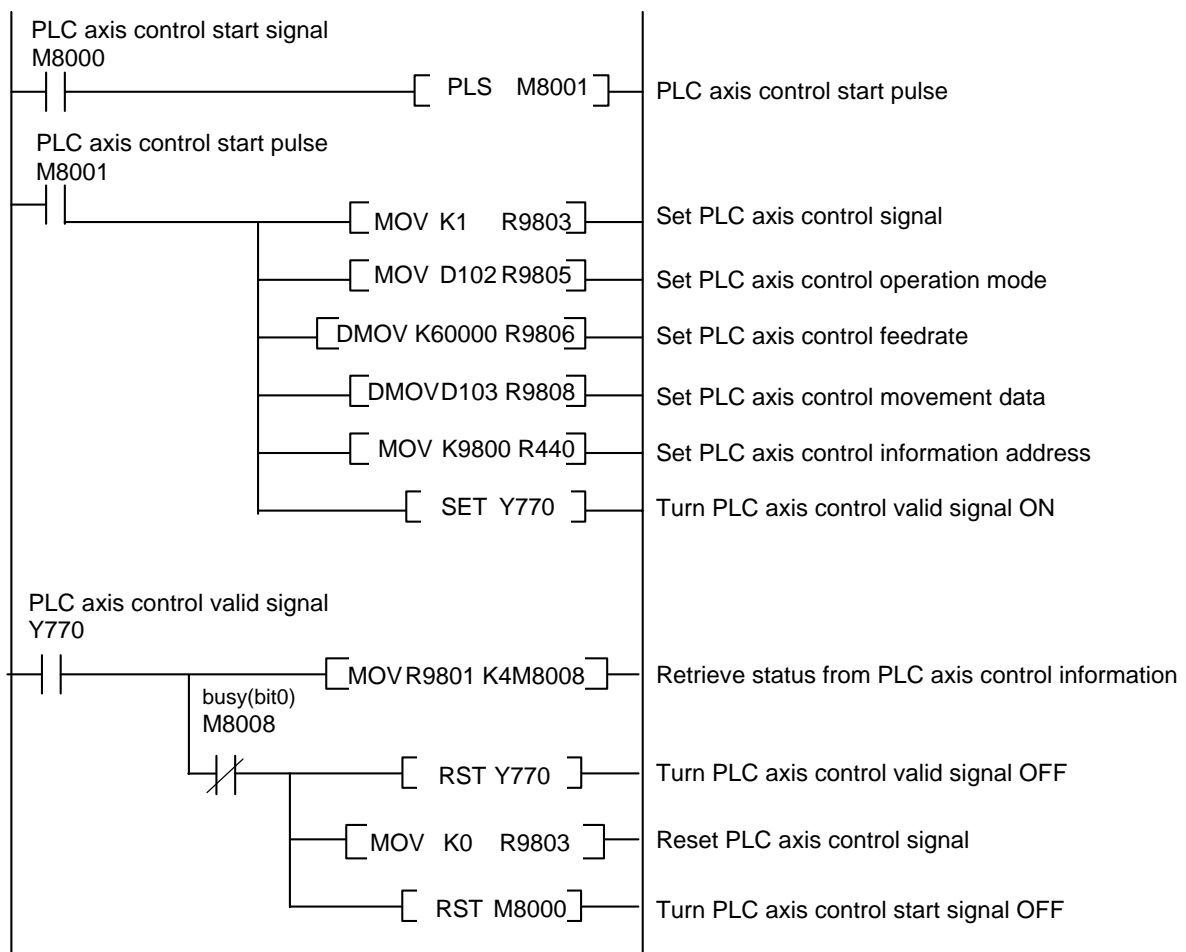 PLC axis control start signal
M8000
PLS M8001 PLC axis control start pulse
PLC axis control start pulse
M8001
MOV K1 R9803 Set PLC axis control signal
MOV D102 R9805 Set PLC axis control operation mode
DMOV K60000 R9806 Set PLC axis control feedrate
DMOVD103 R9808 Set PLC axis control movement data
MOV K9800 R440 Set PLC axis control information address
SET Y770 Turn PLC axis control valid signal ON
PLC axis control valid signal
Y770
MOV R9801 K4M8008 Retrieve status from PLC axis control information
busy(bit0)
M8008
RST Y770 Turn PLC axis control valid signal OFF
MOV K0 R9803 Reset PLC axis control signal
RST M8000 Turn PLC axis control start signal OFF